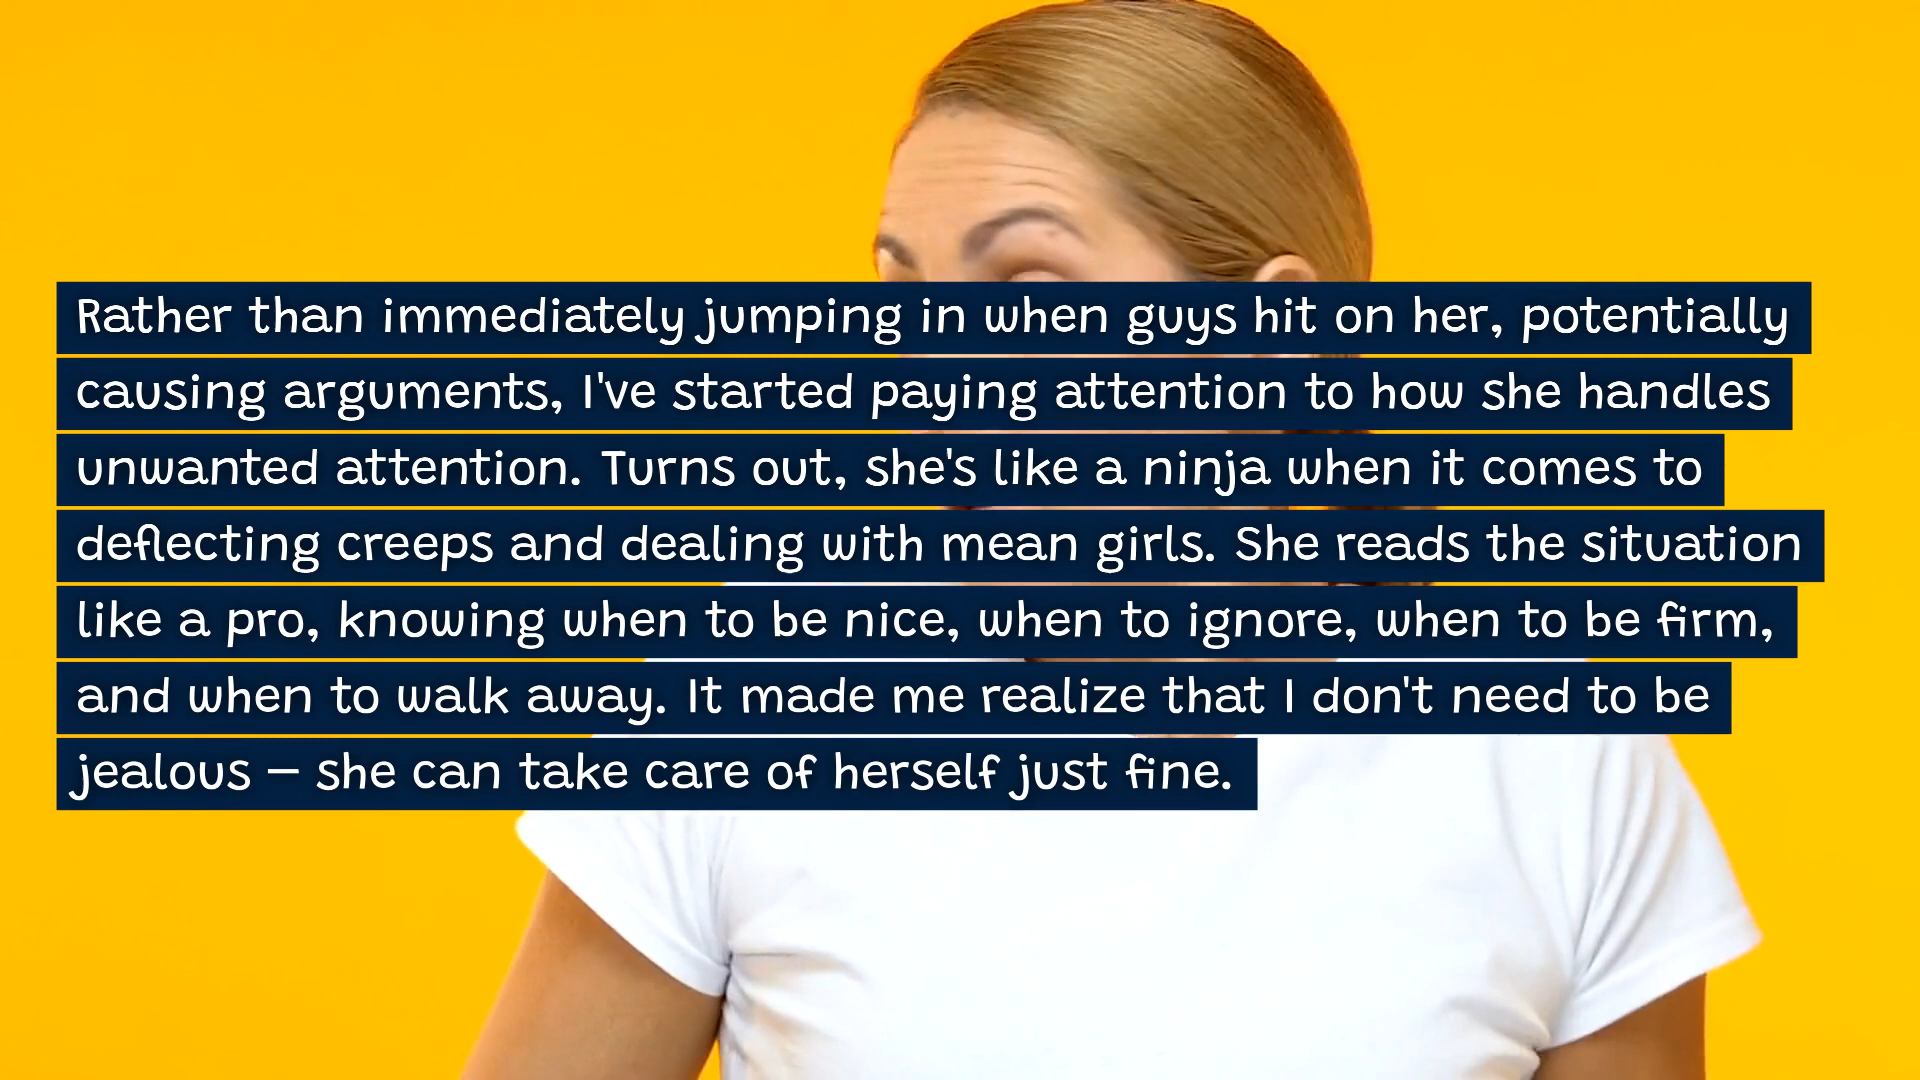 Rather than immediately jumping in when guys hit on her, potentially
causing arguments, I've started paying attention to how she handles
unwanted attention. Turns out, she's like a ninja when it comes to
deflecting creeps and dealing with mean girls. She reads the situation
like a pro, knowing when to be nice, when to ignore, when to be firm,
and when to walk away. It made me realize that I don't need to be
jealous – she can take care of herself just fine.